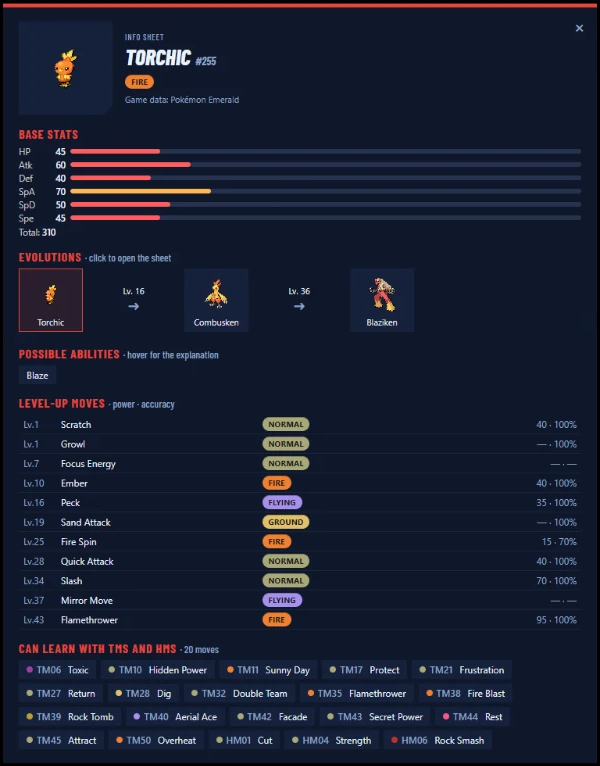 INFO SHEET
×
TORCHIC #255
FIRE
Game data: Pokémon Emerald
BASE STATS
HP 45
Atk 60
Def 40
SpA 70
SpD 50
Spe 45
Total: 310
EVOLUTIONS · click to open the sheet
Lv. 16 Lv. 36
→ →
Torchic Combusken Blaziken
POSSIBLE ABILITIES · hover for the explanation
Blaze
LEVEL-UP MOVES · power · accuracy
Lv.1 Scratch NORMAL 40 · 100%
Lv.1 Growl NORMAL — · 100%
Lv.7 Focus Energy NORMAL — · —
Lv.10 Ember FIRE 40 · 100%
Lv.16 Peck FLYING 35 · 100%
Lv.19 Sand Attack GROUND — · 100%
Lv.25 Fire Spin FIRE 15 · 70%
Lv.28 Quick Attack NORMAL 40 · 100%
Lv.34 Slash NORMAL 70 · 100%
Lv.37 Mirror Move FLYING — · —
Lv.43 Flamethrower FIRE 95 · 100%
CAN LEARN WITH TMS AND HMS · 20 moves
TM06 Toxic TM10 Hidden Power TM11 Sunny Day TM17 Protect TM21 Frustration
TM27 Return TM28 Dig TM32 Double Team TM35 Flamethrower TM38 Fire Blast
TM39 Rock Tomb TM40 Aerial Ace TM42 Facade TM43 Secret Power TM44 Rest
TM45 Attract TM50 Overheat HM01 Cut HM04 Strength HM06 Rock Smash